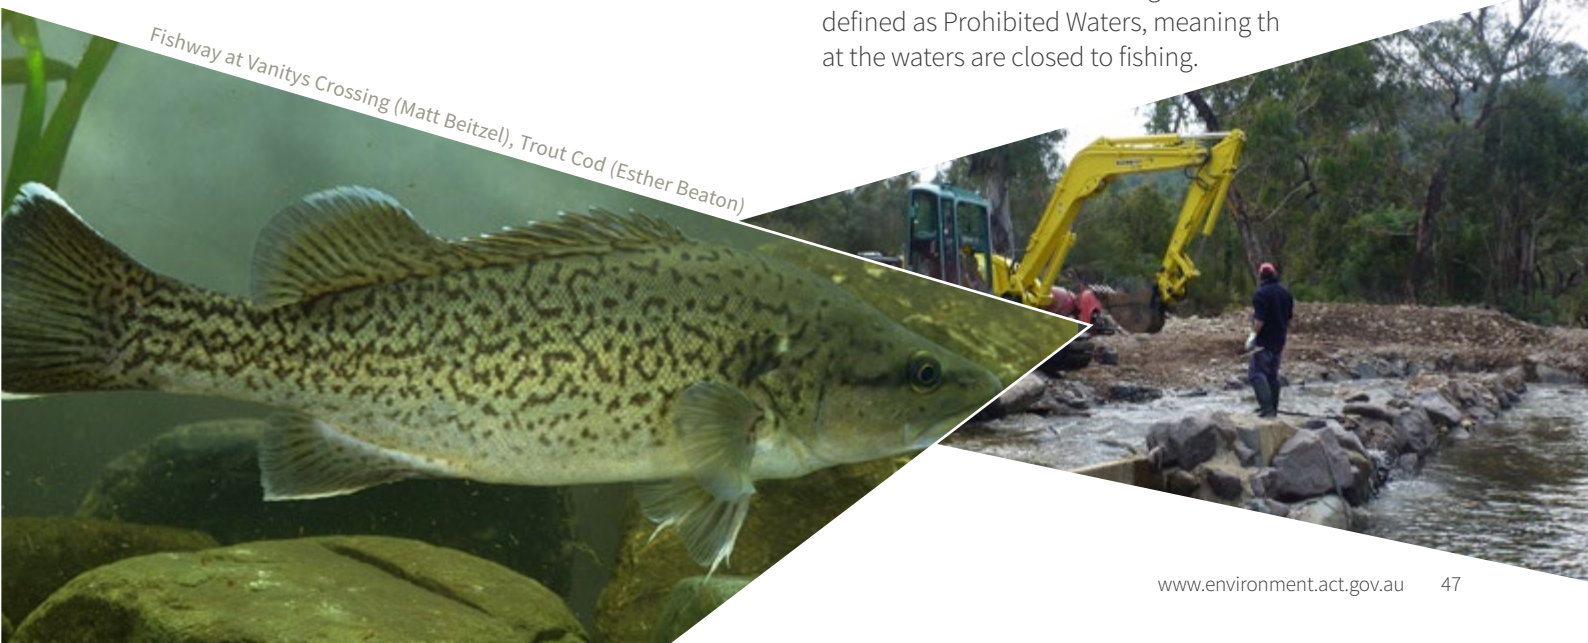 defined as Prohibited Waters, meaning th
at the waters are closed to fishing.
Fishway at Vanitys Crossing (Matt Beitzel), Trout Cod (Esther Beaton)
www.environment.act.gov.au 47